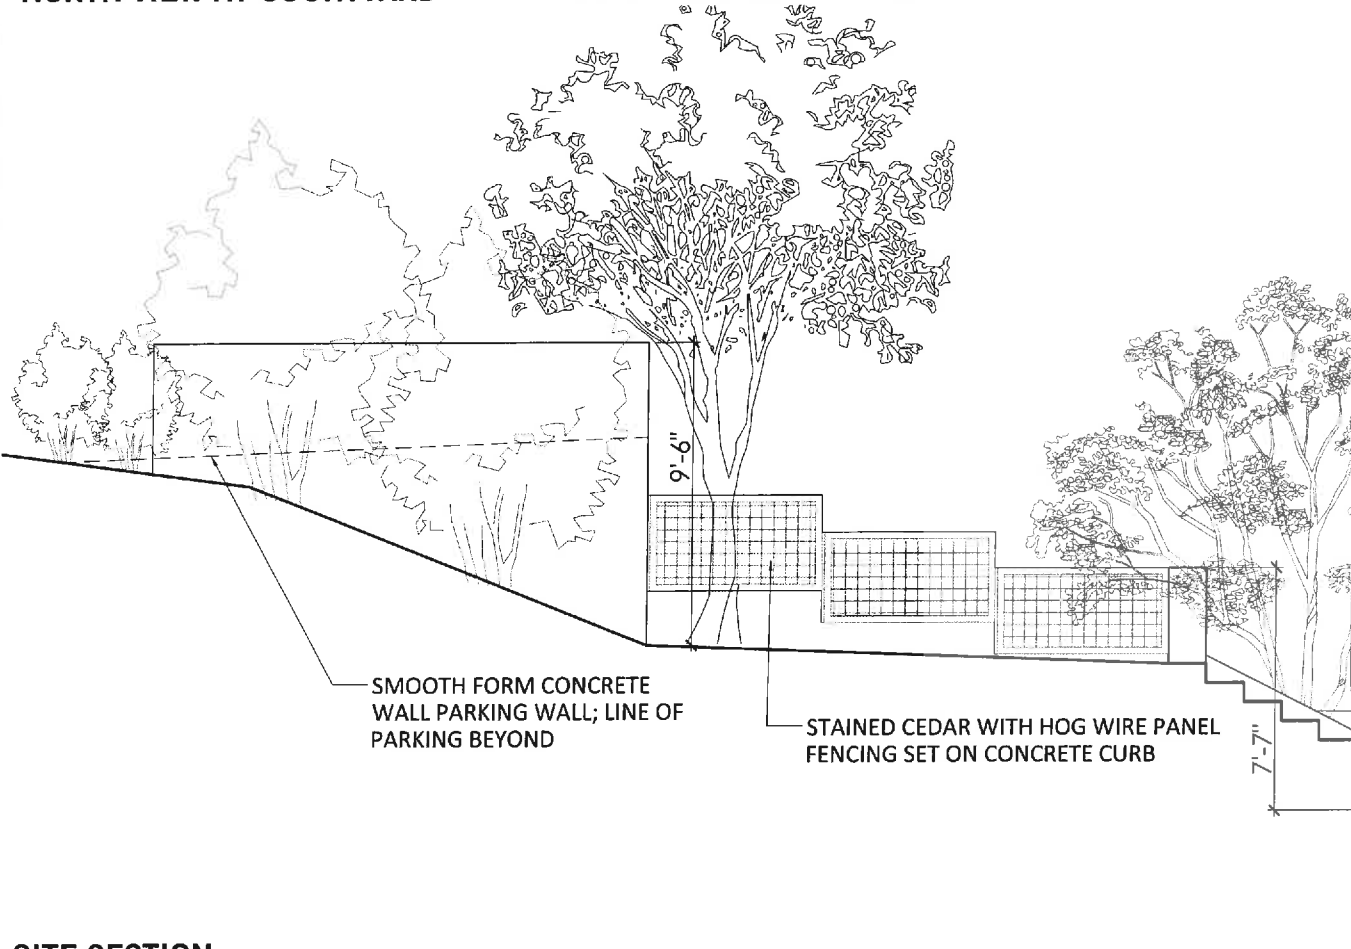 9'-9"
SMOOTH FORM CONCRETE
WALL PARKING WALL; LINE OF
PARKING BEYOND
STAINED CEDAR WITH HOG WIRE PANEL
FENCING SET ON CONCRETE CURB
7'-7"
SITE SECTION